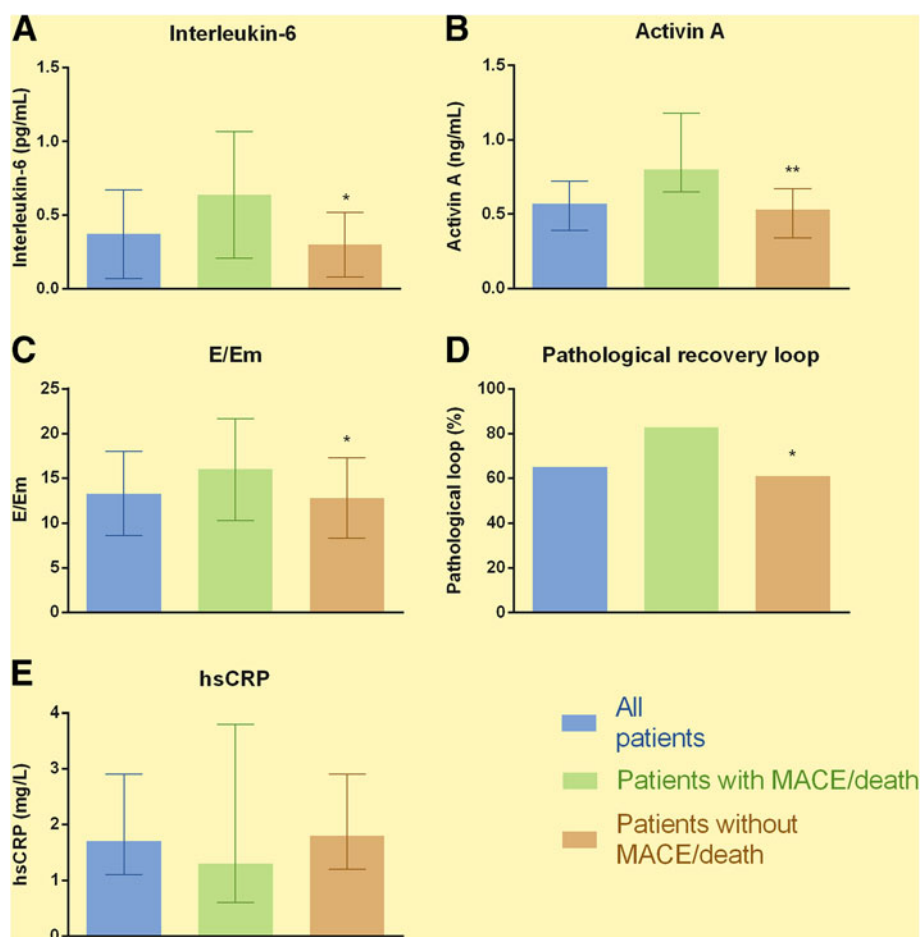 A
Interleukin-6
Interleukin-6 (pg/mL)
1.5
1.0
0.5
0.0
*
B
Activin A
Activin A (ng/mL)
1.5
1.0
0.5
0.0
**
C
E/Em
E/Em
25
20
15
10
5
0
*
D
Pathological recovery loop
Pathological loop (%)
100
80
60
40
20
0
*
E
hsCRP
hsCRP (mg/L)
4
3
2
1
0
All
patients
Patients with MACE/death
Patients without
MACE/death